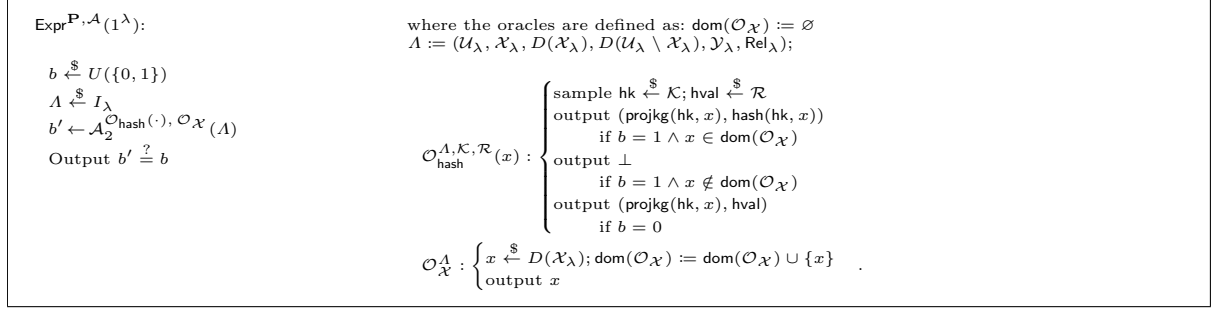 Expr^{P,𝒜}(1^λ):
b ←$ U({0, 1})
Λ ←$ I_λ
b′ ← 𝒜_2^{𝒪_hash(·), 𝒪_𝒳}(Λ)
Output b′ ≟ b
where the oracles are defined as: dom(𝒪_𝒳) := ∅
Λ := (𝒰_λ, 𝒳_λ, D(𝒳_λ), D(𝒰_λ \ 𝒳_λ), 𝒴_λ, Rel_λ);
sample hk ←$ 𝒦; hval ←$ ℛ
output (projkg(hk, x), hash(hk, x))
if b = 1 ∧ x ∈ dom(𝒪_𝒳)
𝒪_hash^{Λ,𝒦,ℛ}(x) : { output ⊥
if b = 1 ∧ x ∉ dom(𝒪_𝒳)
output (projkg(hk, x), hval)
if b = 0
𝒪_𝒳^Λ : { x ←$ D(𝒳_λ); dom(𝒪_𝒳) := dom(𝒪_𝒳) ∪ {x}
output x .